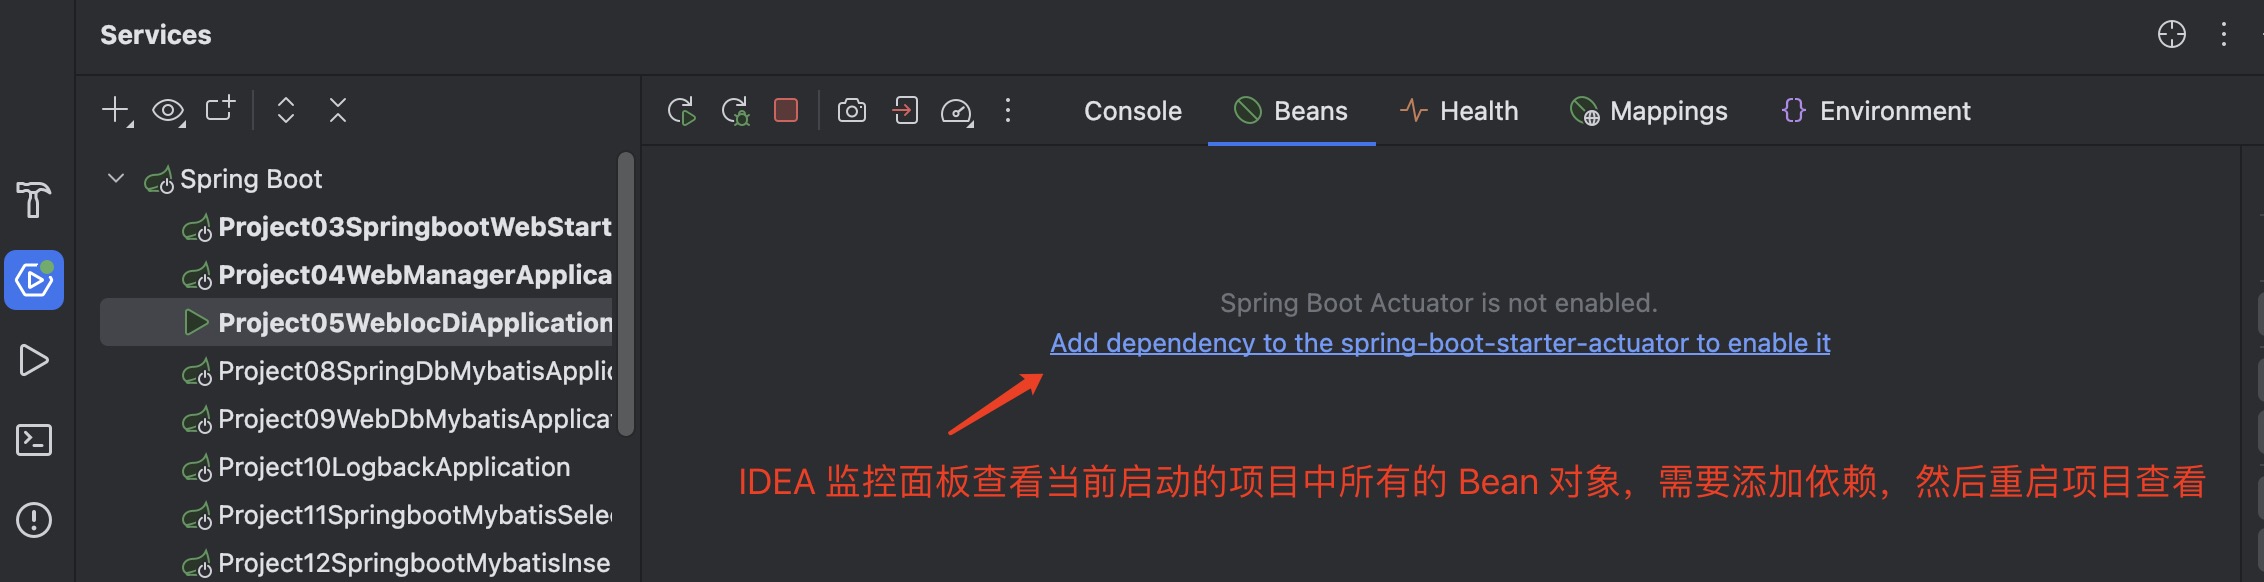 Services
Console
Beans
Health
Mappings
Environment
Spring Boot
Project03SpringbootWebStart
Project04WebManagerApplica
Project05WebIocDiApplication
Project08SpringDbMybatisApplic
Project09WebDbMybatisApplica
Project10LogbackApplication
Project11SpringbootMybatisSele
Project12SpringbootMybatisInse
Spring Boot Actuator is not enabled.
Add dependency to the spring-boot-starter-actuator to enable it
IDEA 监控面板查看当前启动的项目中所有的 Bean 对象，需要添加依赖，然后重启项目查看